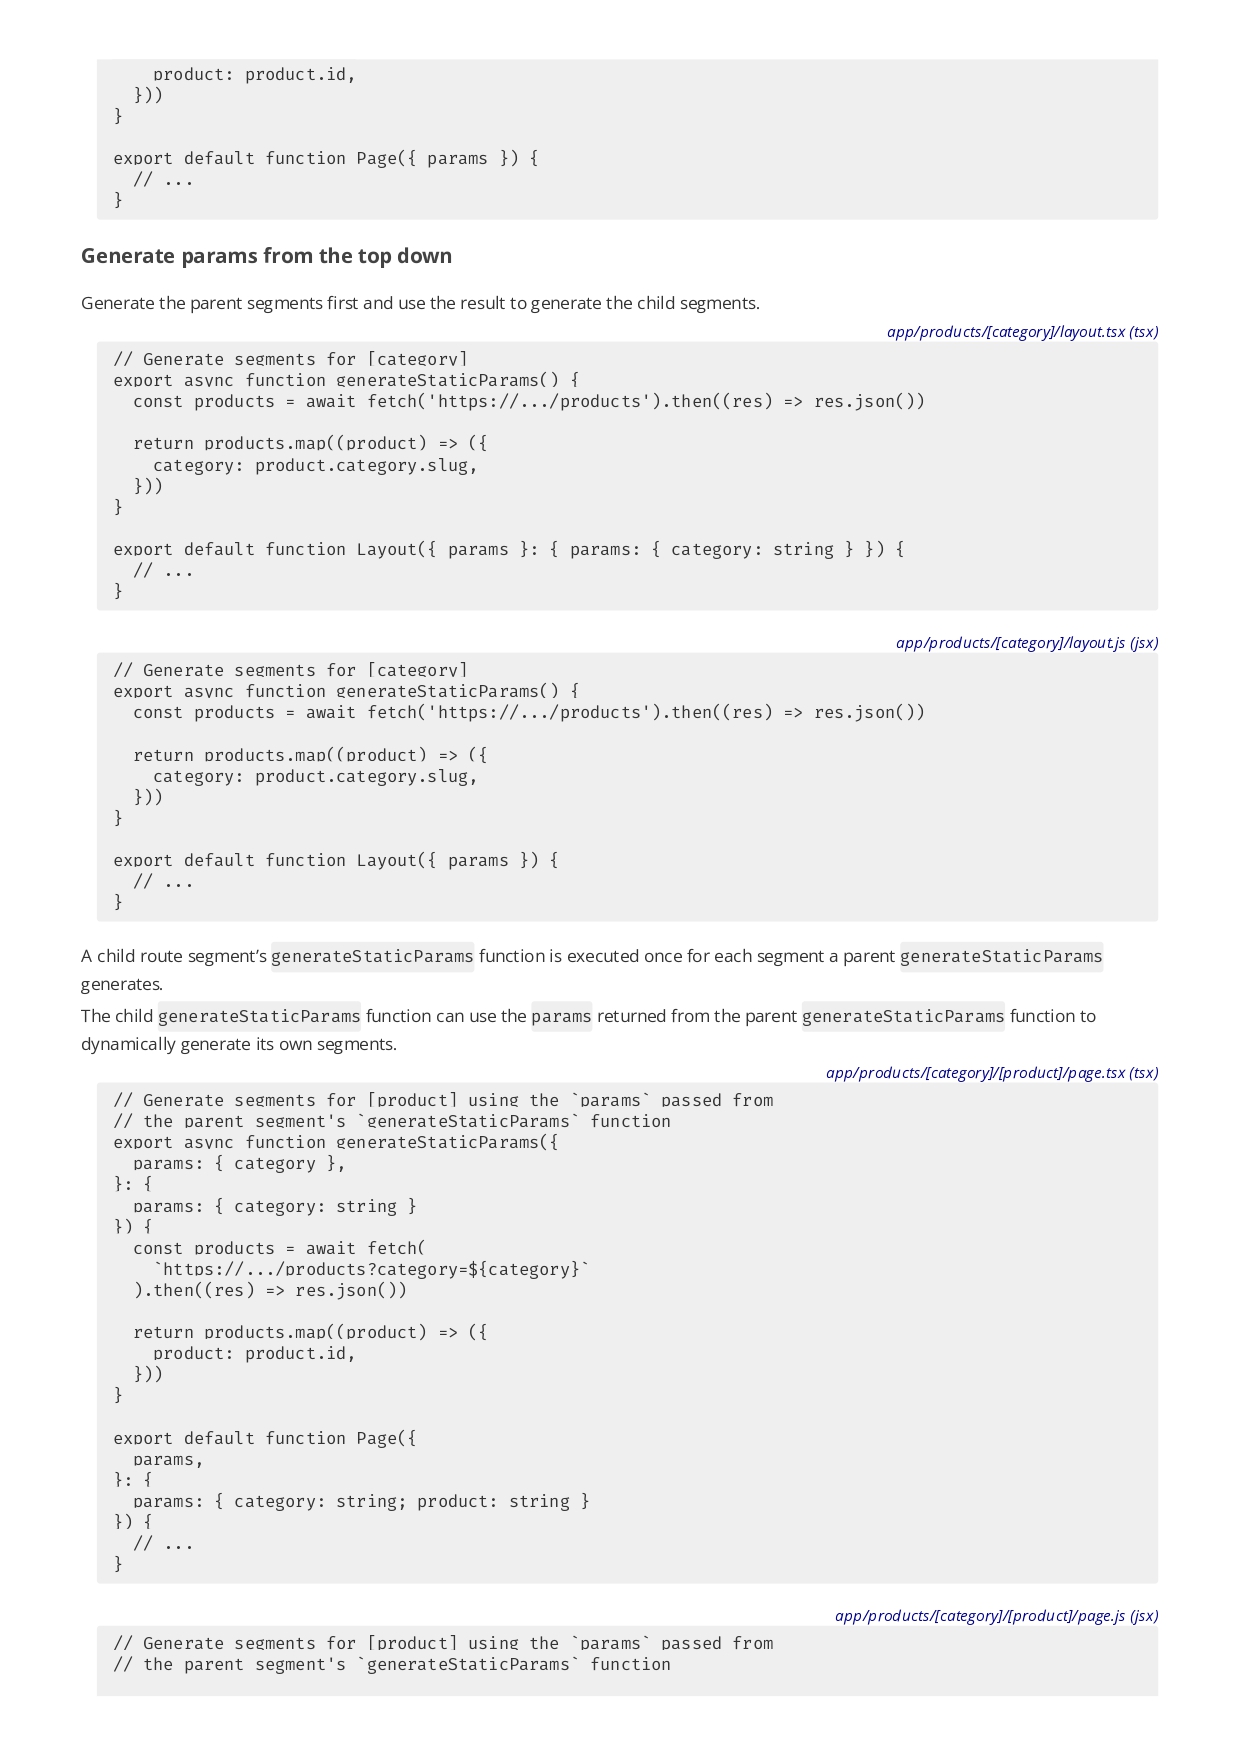 product: product.id,
  }))
}

export default function Page({ params }) {
  // ...
}
Generate params from the top down
Generate the parent segments first and use the result to generate the child segments.
app/products/[category]/layout.tsx (tsx)
// Generate segments for [category]
export async function generateStaticParams() {
  const products = await fetch('https://.../products').then((res) => res.json())

  return products.map((product) => ({
    category: product.category.slug,
  }))
}

export default function Layout({ params }: { params: { category: string } }) {
  // ...
}
app/products/[category]/layout.js (jsx)
// Generate segments for [category]
export async function generateStaticParams() {
  const products = await fetch('https://.../products').then((res) => res.json())

  return products.map((product) => ({
    category: product.category.slug,
  }))
}

export default function Layout({ params }) {
  // ...
}
A child route segment’s generateStaticParams function is executed once for each segment a parent generateStaticParams
generates.
The child generateStaticParams function can use the params returned from the parent generateStaticParams function to
dynamically generate its own segments.
app/products/[category]/[product]/page.tsx (tsx)
// Generate segments for [product] using the `params` passed from
// the parent segment's `generateStaticParams` function
export async function generateStaticParams({
  params: { category },
}: {
  params: { category: string }
}) {
  const products = await fetch(
    `https://.../products?category=${category}`
  ).then((res) => res.json())

  return products.map((product) => ({
    product: product.id,
  }))
}

export default function Page({
  params,
}: {
  params: { category: string; product: string }
}) {
  // ...
}
app/products/[category]/[product]/page.js (jsx)
// Generate segments for [product] using the `params` passed from
// the parent segment's `generateStaticParams` function